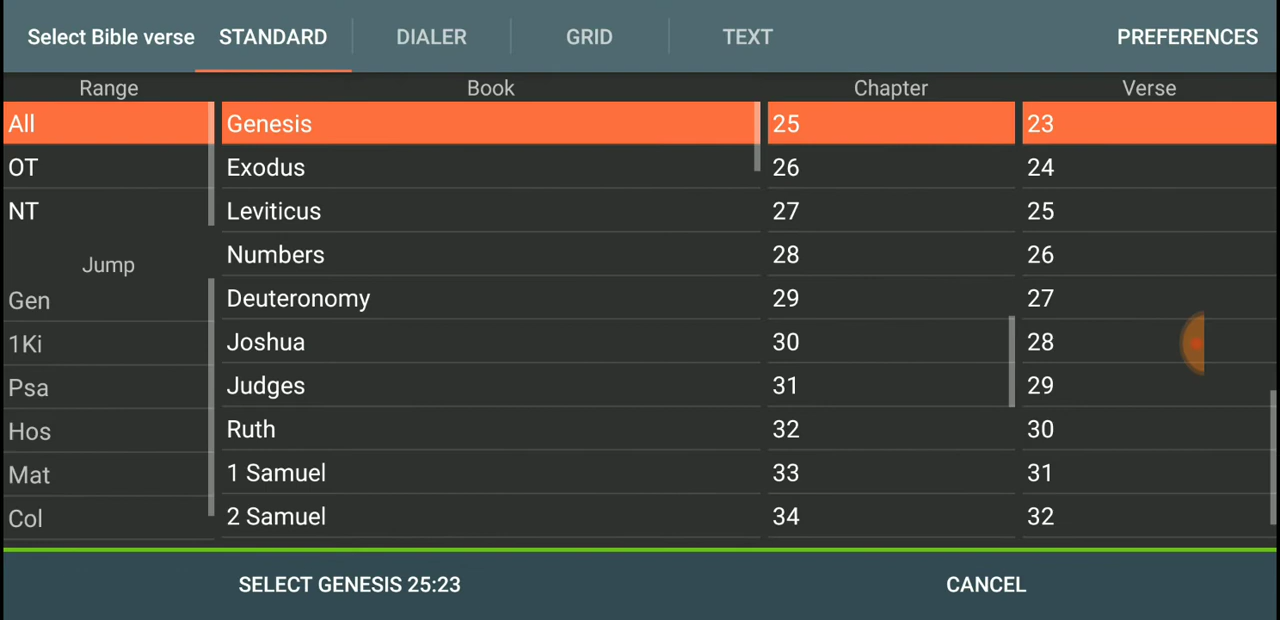 Select Bible verse STANDARD DIALER GRID TEXT PREFERENCES
Range Book Chapter Verse
All Genesis 25 23
OT Exodus 26 24
NT Leviticus 27 25
Numbers 28 26
Jump
Gen Deuteronomy 29 27
1Ki Joshua 30 28
Psa Judges 31 29
Hos Ruth 32 30
Mat 1 Samuel 33 31
Col 2 Samuel 34 32
SELECT GENESIS 25:23 CANCEL